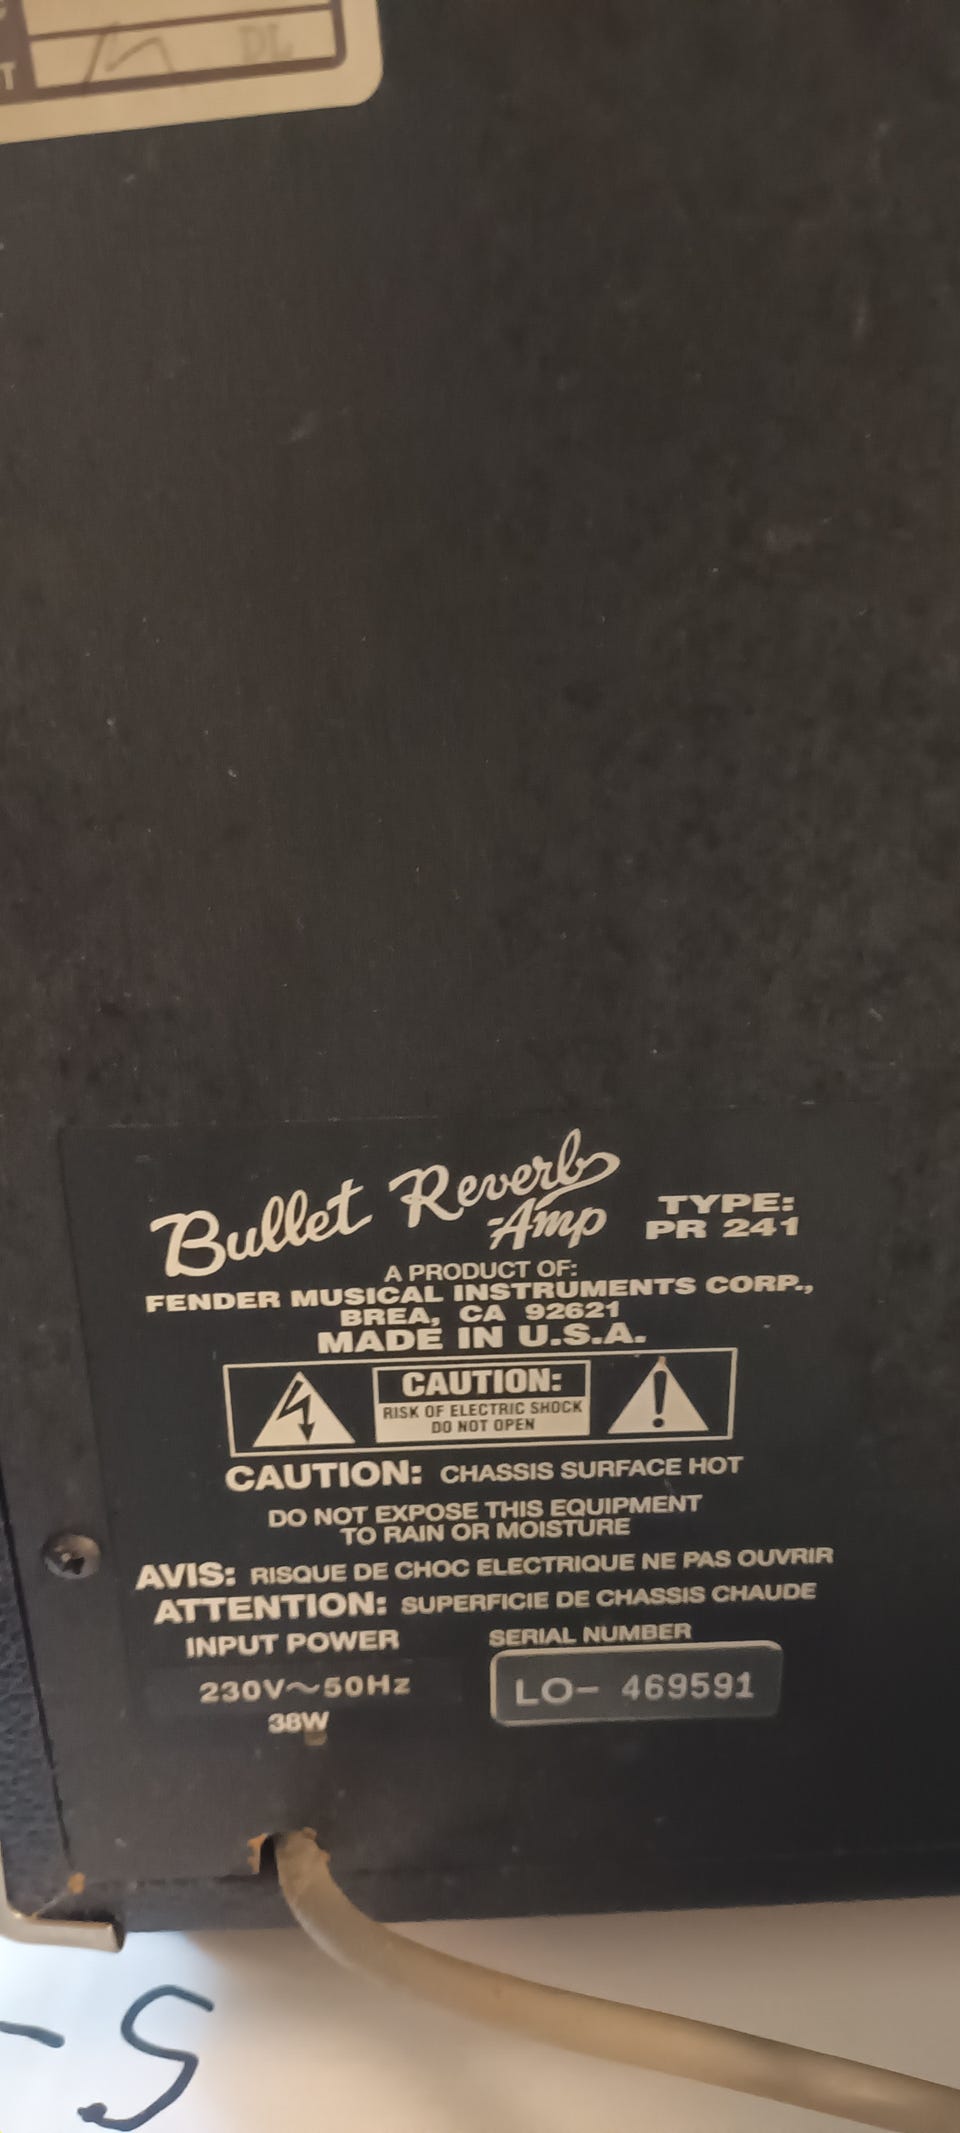 T DL
Bullet Reverb
Amp
TYPE:
PR 241
A PRODUCT OF:
FENDER MUSICAL INSTRUMENTS CORP.,
BREA, CA 92621
MADE IN U.S.A.
CAUTION:
RISK OF ELECTRIC SHOCK
DO NOT OPEN
!
CAUTION: CHASSIS SURFACE HOT
DO NOT EXPOSE THIS EQUIPMENT
TO RAIN OR MOISTURE
AVIS: RISQUE DE CHOC ELECTRIQUE NE PAS OUVRIR
ATTENTION: SUPERFICIE DE CHASSIS CHAUDE
INPUT POWER
230V~50Hz
38W
SERIAL NUMBER
LO- 469591